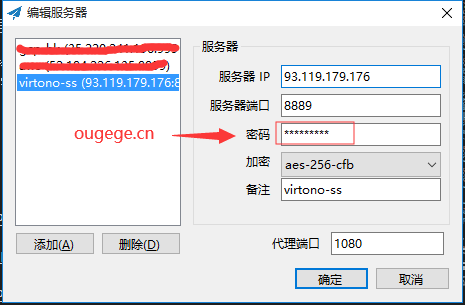 编辑服务器
virtono-ss (93.119.179.176:8
ougege.cn
添加(A)
删除(D)
服务器
服务器 IP
93.119.179.176
服务器端口
8889
密码
*********
加密
aes-256-cfb
备注
virtono-ss
代理端口
1080
确定
取消